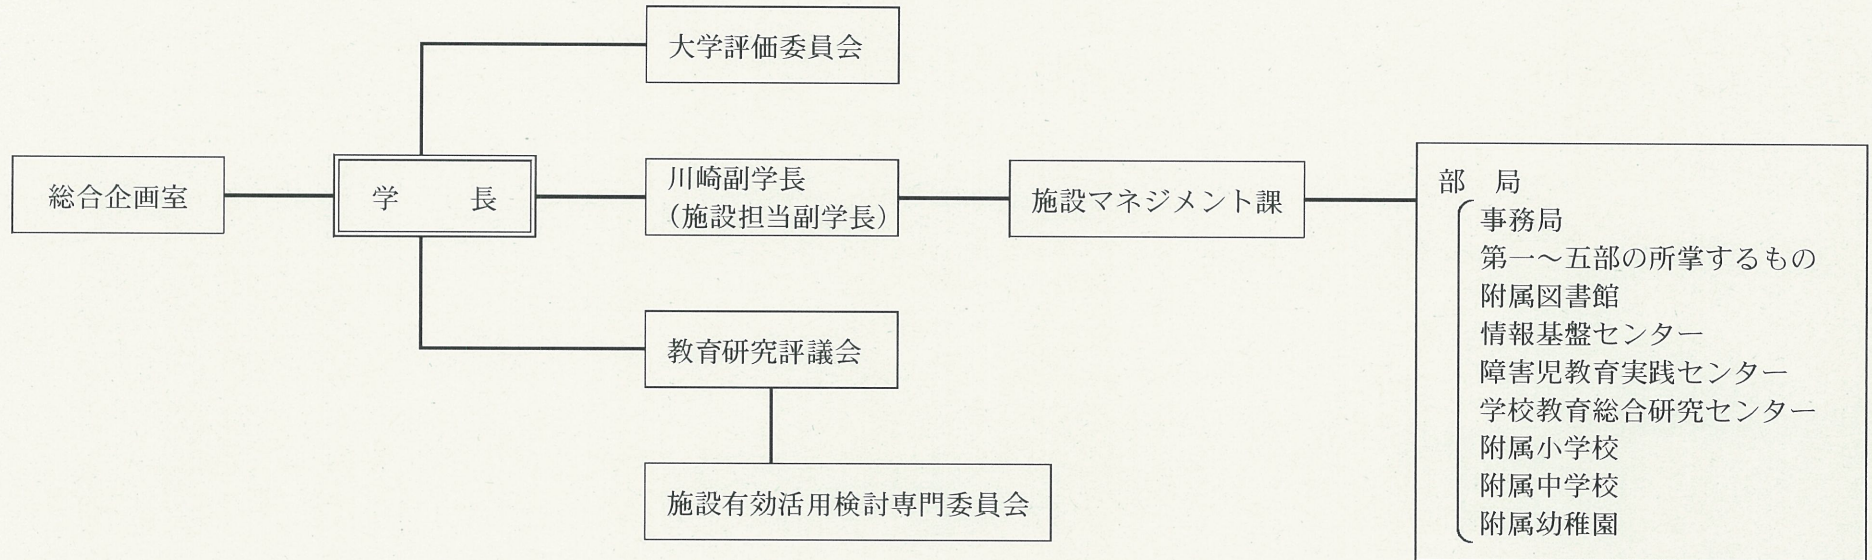 大学評価委員会
総合企画室
学　長
川崎副学長
（施設担当副学長）
施設マネジメント課
教育研究評議会
施設有効活用検討専門委員会
部　局
事務局
第一～五部の所掌するもの
附属図書館
情報基盤センター
障害児教育実践センター
学校教育総合研究センター
附属小学校
附属中学校
附属幼稚園